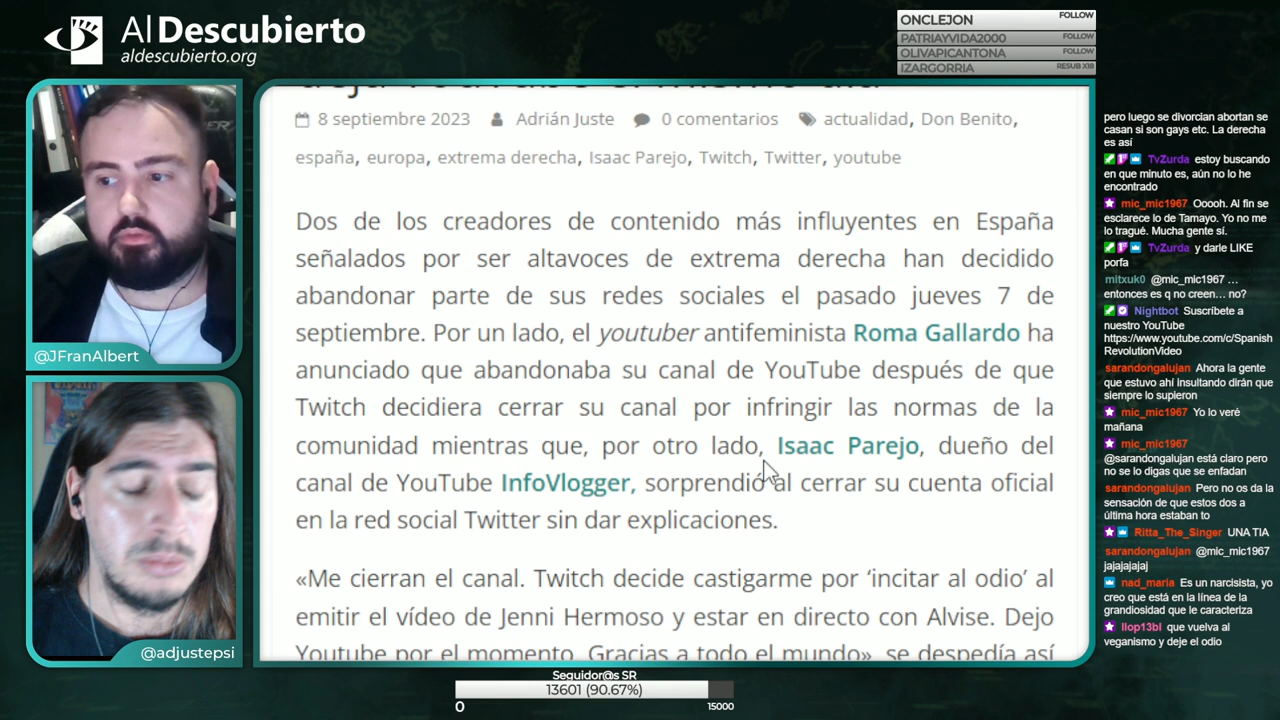 Al Descubierto
aldescubierto.org
ONCLEJON FOLLOW
PATRIAYVIDA2000 FOLLOW
OLIVAPICANTONA FOLLOW
IZARGORRIA RESUB X18
8 septiembre 2023 Adrián Juste 0 comentarios actualidad, Don Benito,
españa, europa, extrema derecha, Isaac Parejo, Twitch, Twitter, youtube
Dos de los creadores de contenido más influyentes en España
señalados por ser altavoces de extrema derecha han decidido
abandonar parte de sus redes sociales el pasado jueves 7 de
septiembre. Por un lado, el youtuber antifeminista Roma Gallardo ha
anunciado que abandonaba su canal de YouTube después de que
Twitch decidiera cerrar su canal por infringir las normas de la
comunidad mientras que, por otro lado, Isaac Parejo, dueño del
canal de YouTube InfoVlogger, sorprendió al cerrar su cuenta oficial
en la red social Twitter sin dar explicaciones.
«Me cierran el canal. Twitch decide castigarme por ‘incitar al odio’ al
emitir el vídeo de Jenni Hermoso y estar en directo con Alvise. Dejo
Youtube por el momento. Gracias a todo el mundo», se despedía así
@JFranAlbert
@adjustepsi
pero luego se divorcian abortan se
casan si son gays etc. La derecha
es así
TvZurda estoy buscando
en que minuto es, aún no lo he
encontrado
mic_mic1967 Ooooh. Al fin se
esclarece lo de Tamayo. Yo no me
lo tragué. Mucha gente sí.
TvZurda y darle LIKE
porfa
mitxuk0 @mic_mic1967 ...
entonces es q no creen... no?
Nightbot Suscríbete a
nuestro YouTube
https://www.youtube.com/c/Spanish
RevolutionVideo
sarandongalujan Ahora la gente
que estuvo ahí insultando dirán que
siempre lo supieron
mic_mic1967 Yo lo veré
mañana
mic_mic1967
@sarandongalujan está claro pero
no se lo digas que se enfadan
sarandongalujan Pero no os da la
sensación de que estos dos a
última hora estaban to
Ritta_The_Singer UNA TIA
sarandongalujan @mic_mic1967
jajajajajaj
nad_maria Es un narcisista, yo
creo que está en la línea de la
grandiosidad que le caracteriza
llop13bl que vuelva al
veganismo y deje el odio
Seguidor@s SR
13601 (90.67%)
0 15000